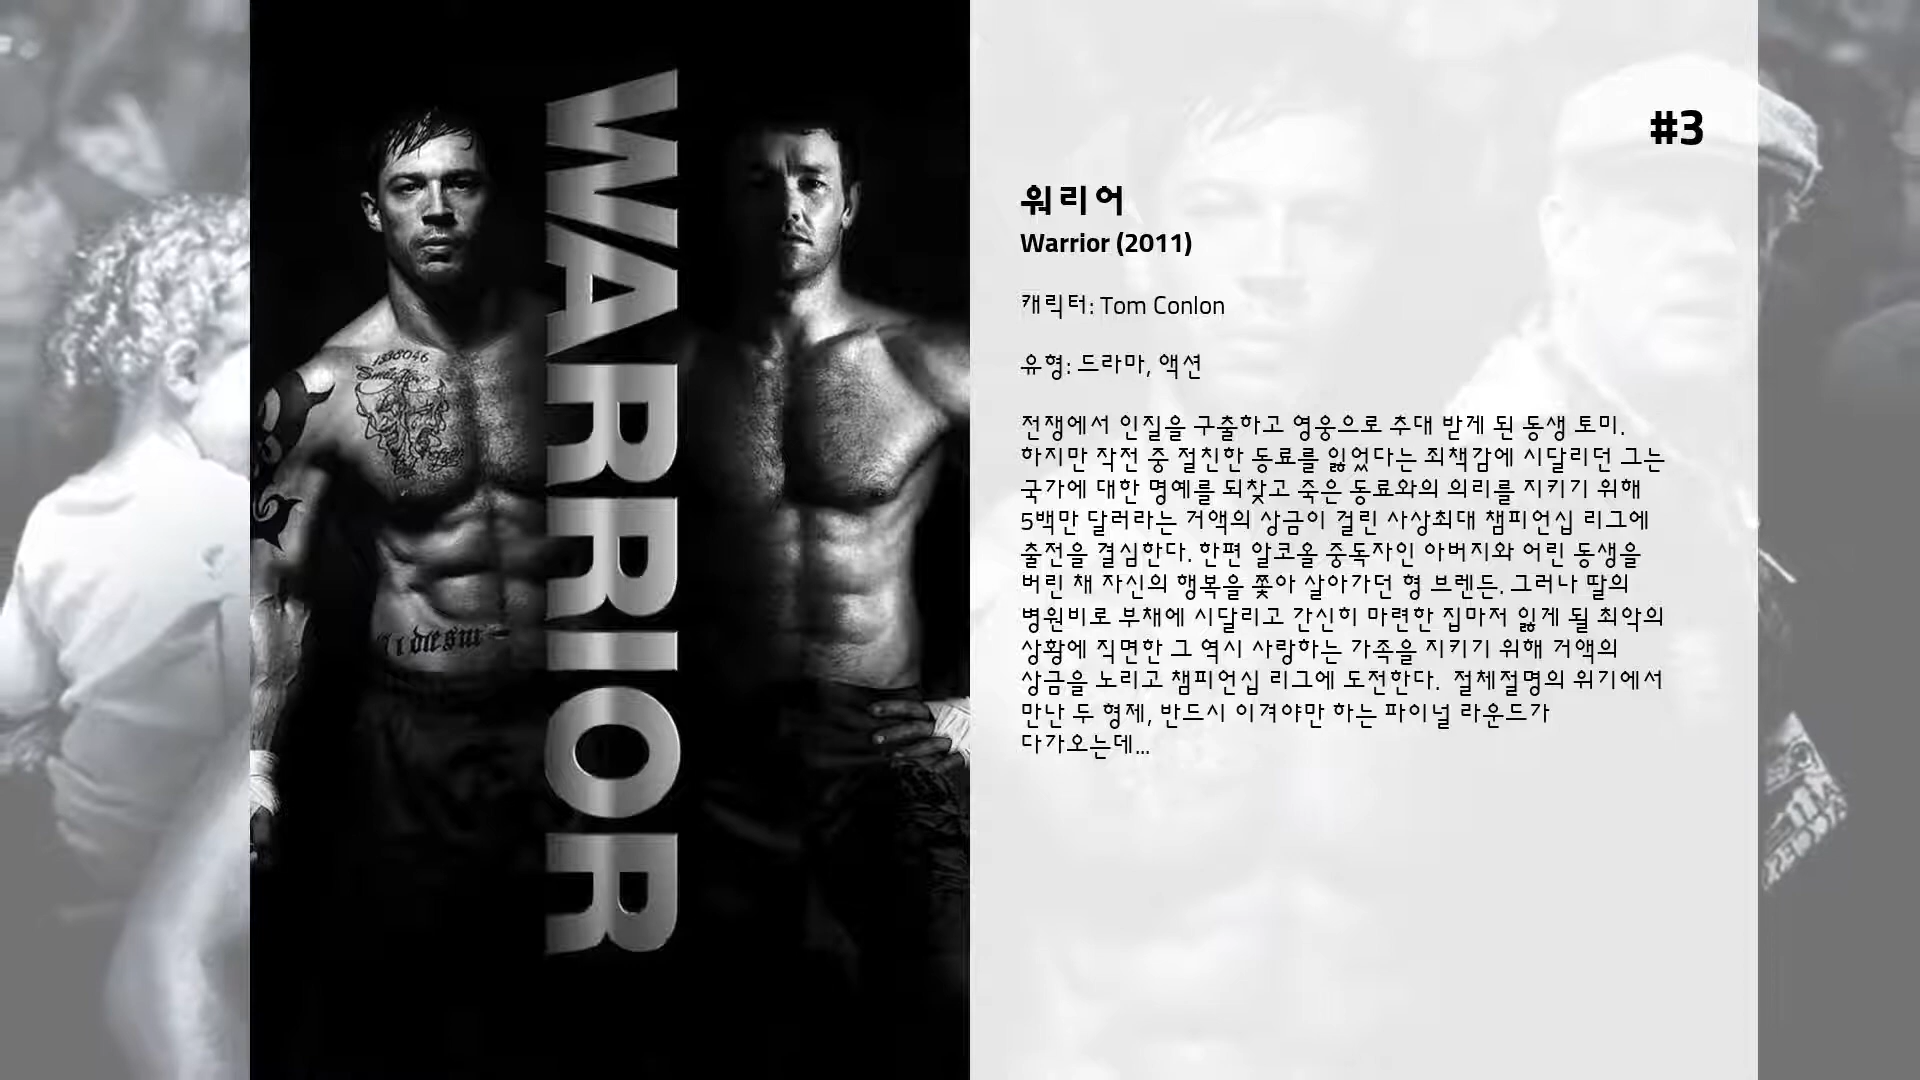 WARRIOR
1338046
#3
워리어
Warrior (2011)
캐릭터: Tom Conlon
유형: 드라마, 액션
전쟁에서 인질을 구출하고 영웅으로 추대 받게 된 동생 토미.
하지만 작전 중 절친한 동료를 잃었다는 죄책감에 시달리던 그는
국가에 대한 명예를 되찾고 죽은 동료와의 의리를 지키기 위해
5백만 달러라는 거액의 상금이 걸린 사상최대 챔피언십 리그에
출전을 결심한다. 한편 알코올 중독자인 아버지와 어린 동생을
버린 채 자신의 행복을 쫓아 살아가던 형 브렌든. 그러나 딸의
병원비로 부채에 시달리고 간신히 마련한 집마저 잃게 될 최악의
상황에 직면한 그 역시 사랑하는 가족을 지키기 위해 거액의
상금을 노리고 챔피언십 리그에 도전한다. 절체절명의 위기에서
만난 두 형제, 반드시 이겨야만 하는 파이널 라운드가
다가오는데...